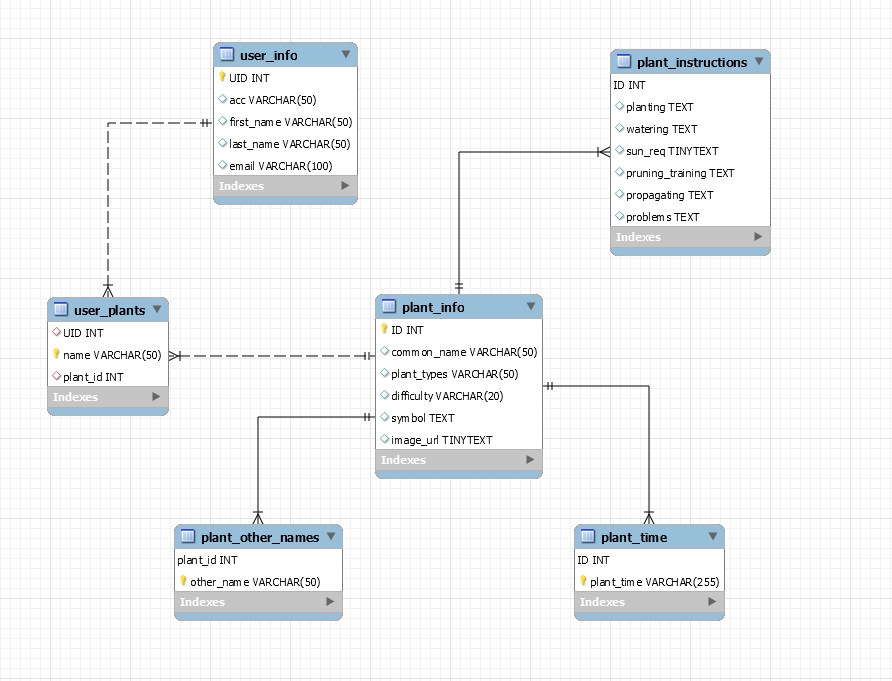 user_info
UID INT
acc VARCHAR(50)
first_name VARCHAR(50)
last_name VARCHAR(50)
email VARCHAR(100)
Indexes
plant_instructions
ID INT
planting TEXT
watering TEXT
sun_req TINYTEXT
pruning_training TEXT
propagating TEXT
problems TEXT
Indexes
user_plants
UID INT
name VARCHAR(50)
plant_id INT
Indexes
plant_info
ID INT
common_name VARCHAR(50)
plant_types VARCHAR(50)
difficulty VARCHAR(20)
symbol TEXT
image_url TINYTEXT
Indexes
plant_other_names
plant_id INT
other_name VARCHAR(50)
Indexes
plant_time
ID INT
plant_time VARCHAR(255)
Indexes